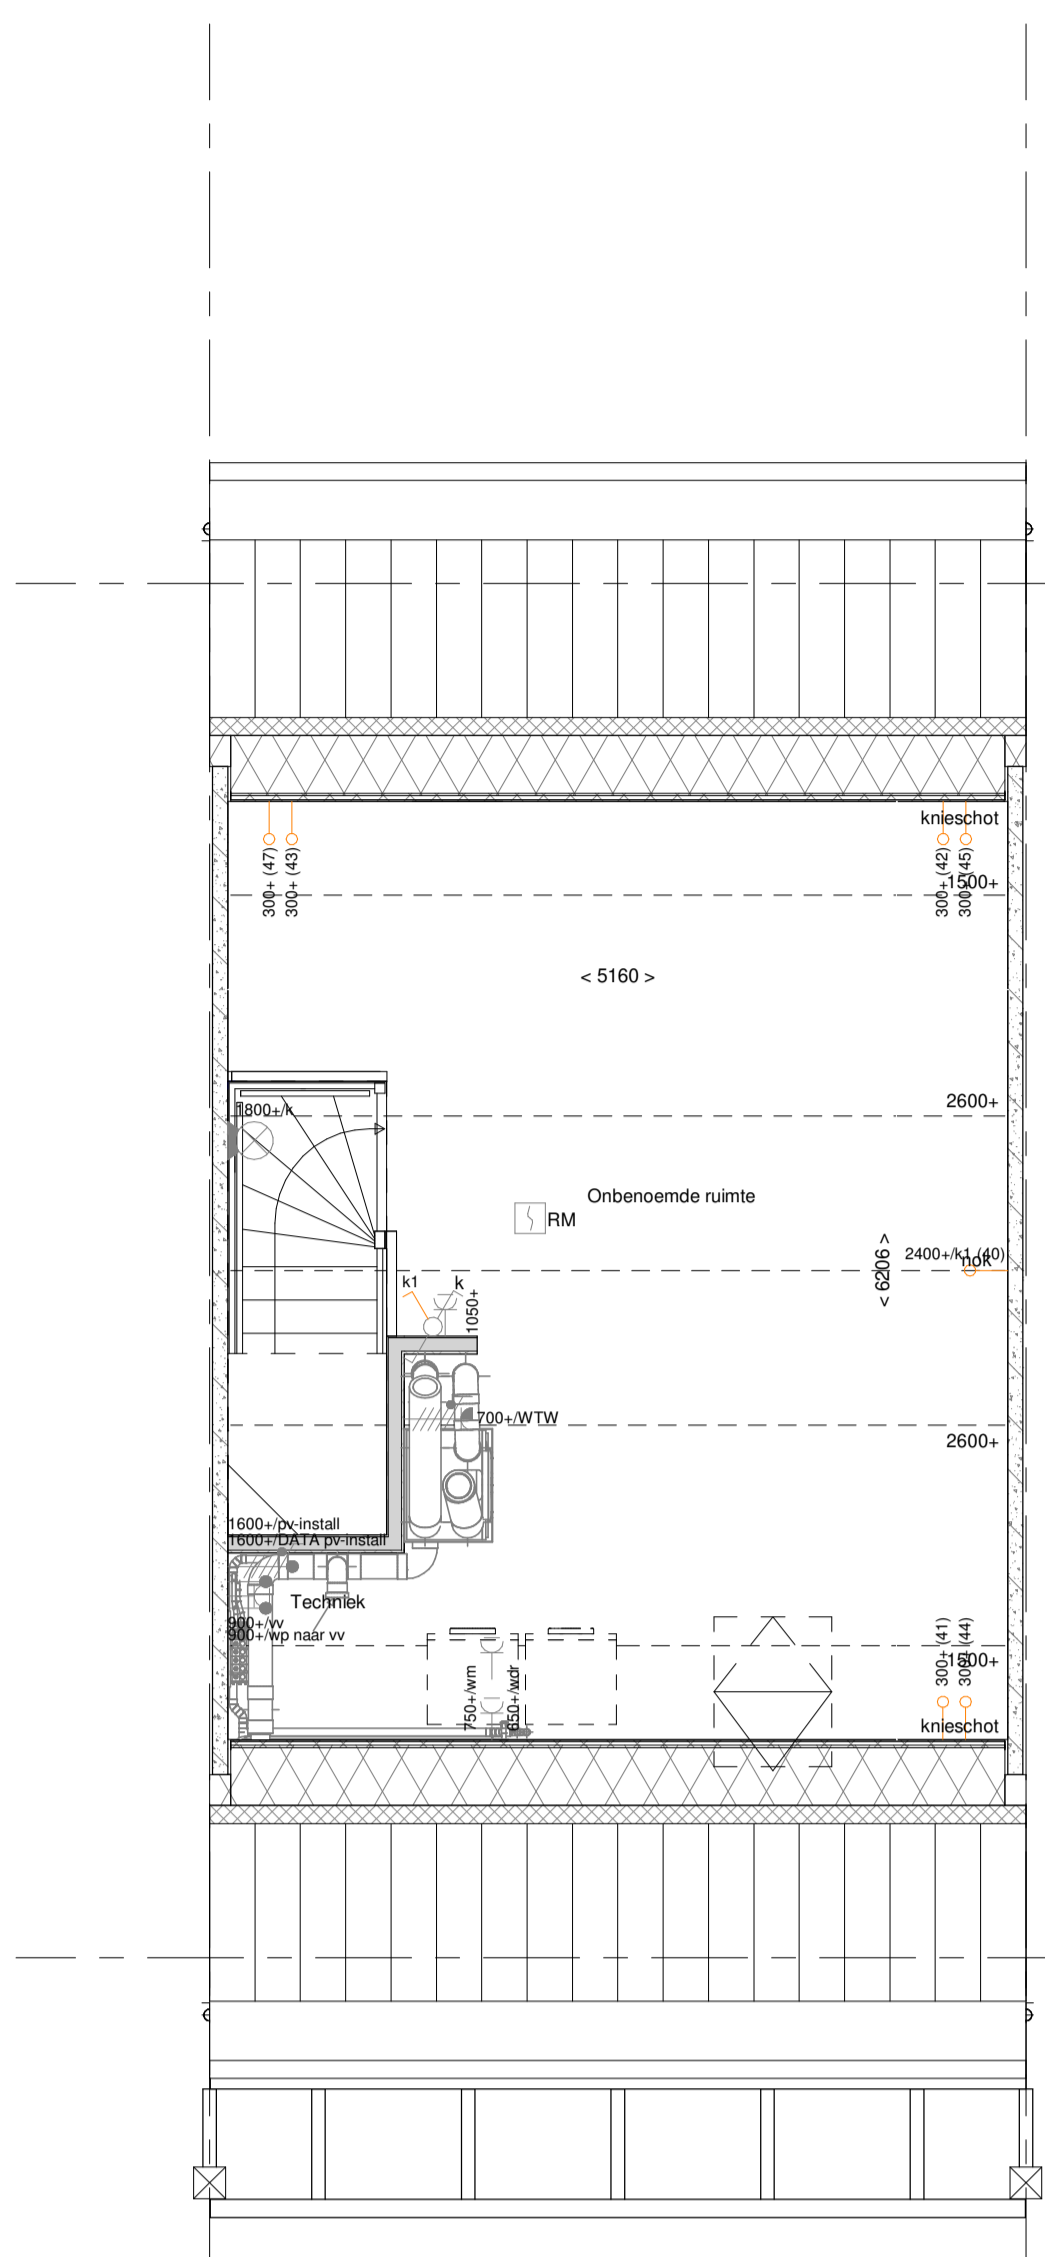 knieschot
300+ (47)
300+ (43)
300+ (42)
300+ (45)
1500+
< 5160 >
2600+
1800+/k
Onbenoemde ruimte
RM
< 6206 >
2400+/k1 (40)
nok
k1
k
1050+
700+/WTW
2600+
1600+/pv-install
1600+/DATA pv-install
Techniek
900+/vv
900+/wp naar vv
750+/wm
650+/wdr
300+ (41)
300+ (44)
1500+
knieschot